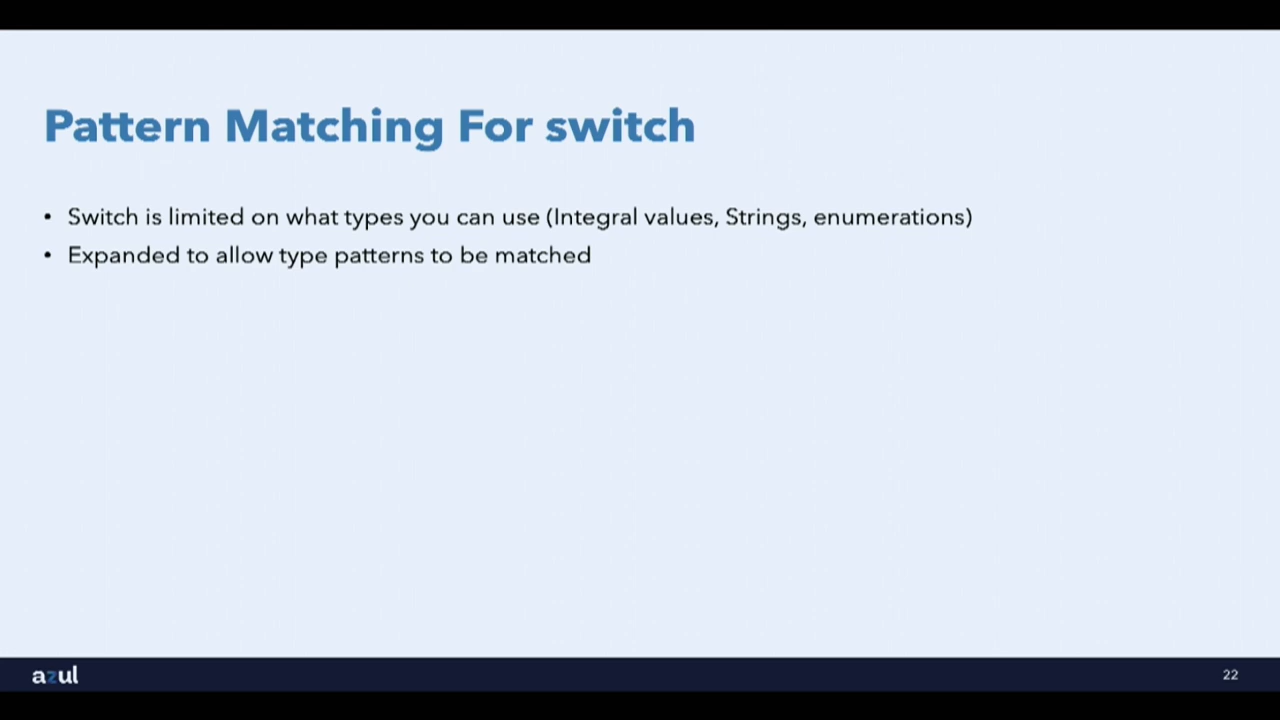 Pattern Matching For switch
• Switch is limited on what types you can use (Integral values, Strings, enumerations)
• Expanded to allow type patterns to be matched
azul
22